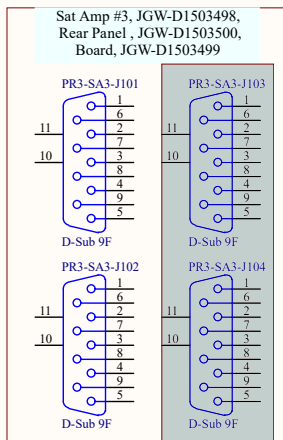 Sat Amp #3, JGW-D1503498,
Rear Panel , JGW-D1503500,
Board, JGW-D1503499
PR3-SA3-J101 PR3-SA3-J103
1 1
6 6
11 2 11 2
7 7
10 3 10 3
8 8
4 4
9 9
5 5
D-Sub 9F D-Sub 9F
PR3-SA3-J102 PR3-SA3-J104
1 1
6 6
11 2 11 2
7 7
10 3 10 3
8 8
4 4
9 9
5 5
D-Sub 9F D-Sub 9F